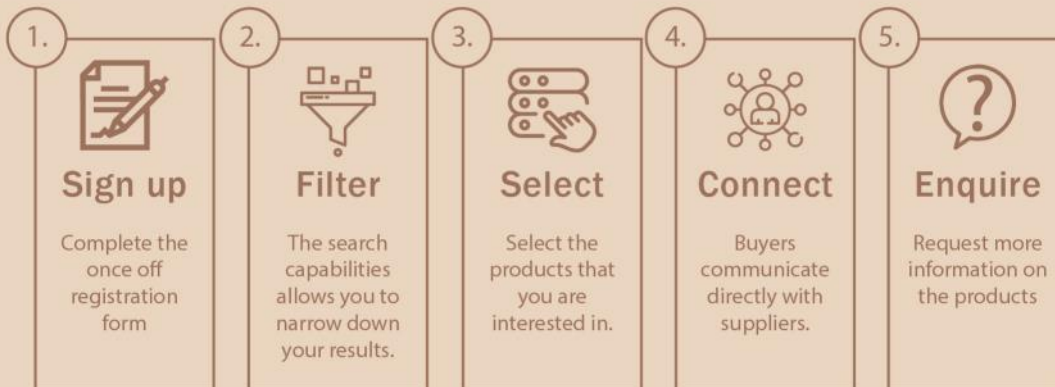 1.
Sign up
Complete the
once off
registration
form
2.
Filter
The search
capabilities
allows you to
narrow down
your results.
3.
Select
Select the
products that
you are
interested in.
4.
Connect
Buyers
communicate
directly with
suppliers.
5.
Enquire
Request more
information on
the products